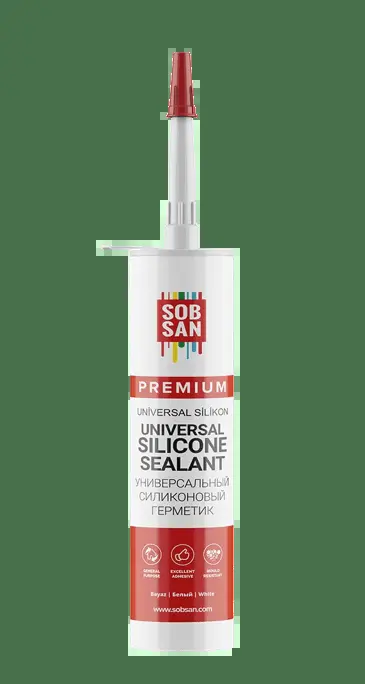 SOB
SAN
PREMIUM
UNİVERSAL SİLİKON
UNIVERSAL
SILICONE
SEALANT
УНИВЕРСАЛЬНЫЙ
СИЛИКОНОВЫЙ
ГЕРМЕТИК
GENERAL PURPOSE
EXCELLENT ADHESIVE
MOULD RESISTANT
Beyaz | Белый | White
www.sobsan.com